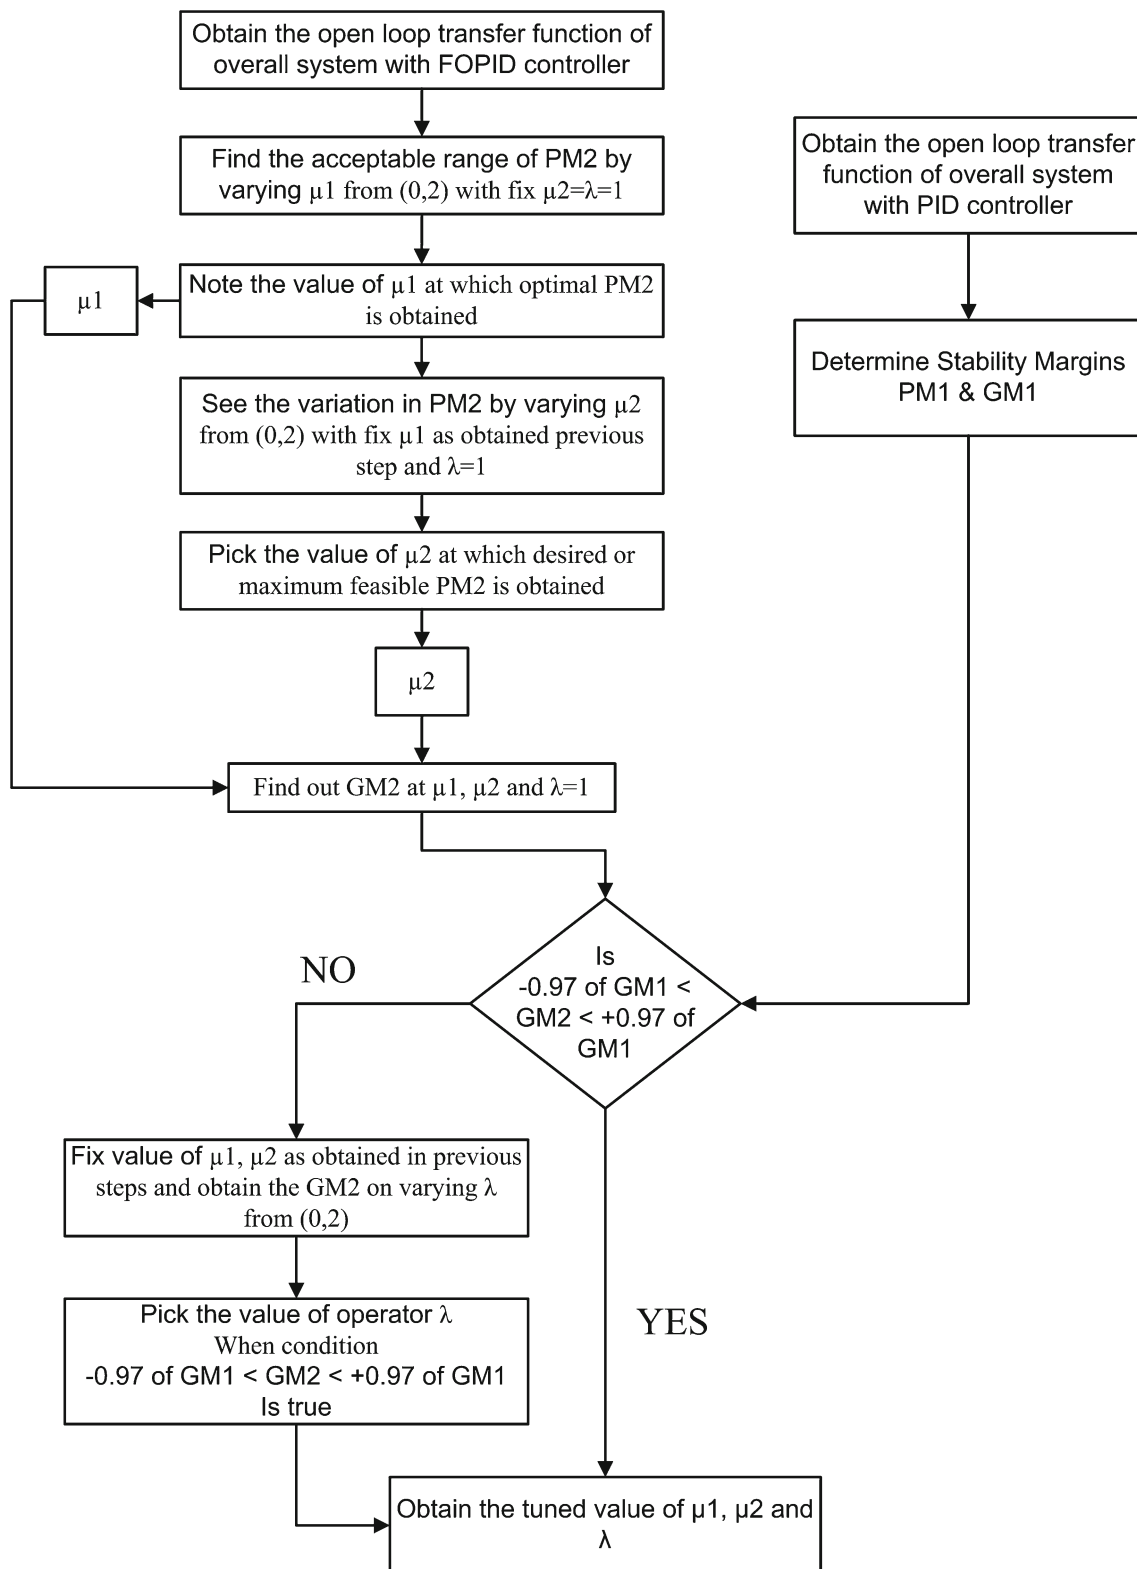 Obtain the open loop transfer function of
overall system with FOPID controller
Find the acceptable range of PM2 by
varying μ1 from (0,2) with fix μ2=λ=1
Note the value of μ1 at which optimal PM2
is obtained
μ1
See the variation in PM2 by varying μ2
from (0,2) with fix μ1 as obtained previous
step and λ=1
Pick the value of μ2 at which desired or
maximum feasible PM2 is obtained
μ2
Find out GM2 at μ1, μ2 and λ=1
Obtain the open loop transfer
function of overall system
with PID controller
Determine Stability Margins
PM1 & GM1
Is
-0.97 of GM1 <
GM2 < +0.97 of
GM1
NO
Fix value of μ1, μ2 as obtained in previous
steps and obtain the GM2 on varying λ
from (0,2)
Pick the value of operator λ
When condition
-0.97 of GM1 < GM2 < +0.97 of GM1
Is true
YES
Obtain the tuned value of μ1, μ2 and
λ